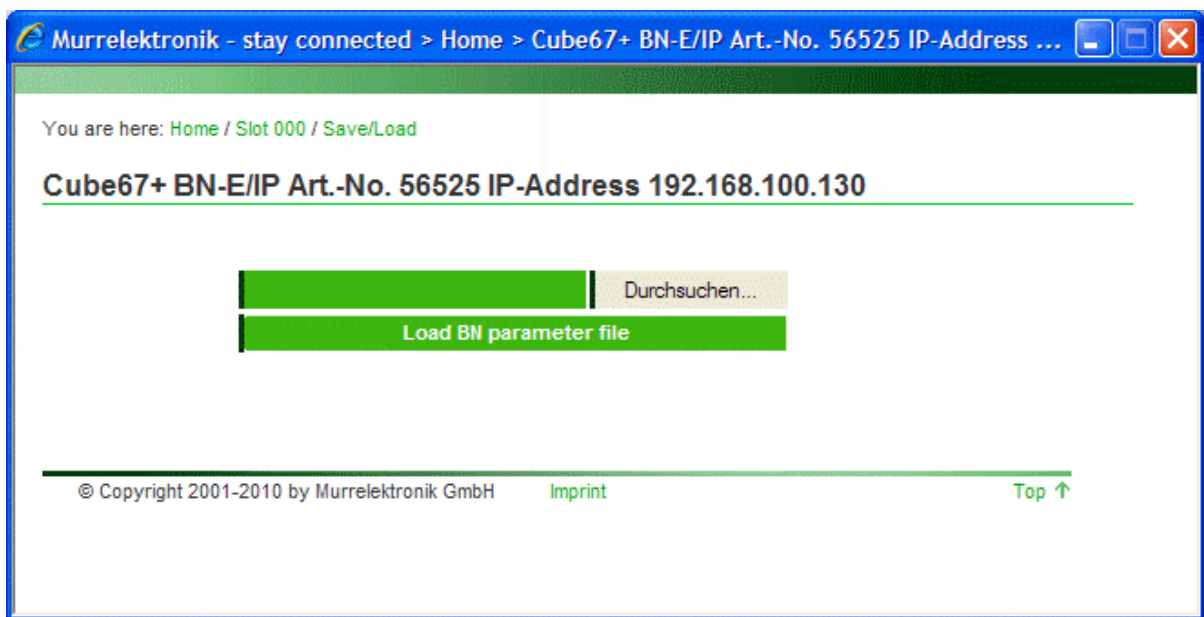 Murrelektronik - stay connected > Home > Cube67+ BN-E/IP Art.-No. 56525 IP-Address ...
You are here: Home / Slot 000 / Save/Load
Cube67+ BN-E/IP Art.-No. 56525 IP-Address 192.168.100.130
Durchsuchen...
Load BN parameter file
© Copyright 2001-2010 by Murrelektronik GmbH Imprint Top ↑